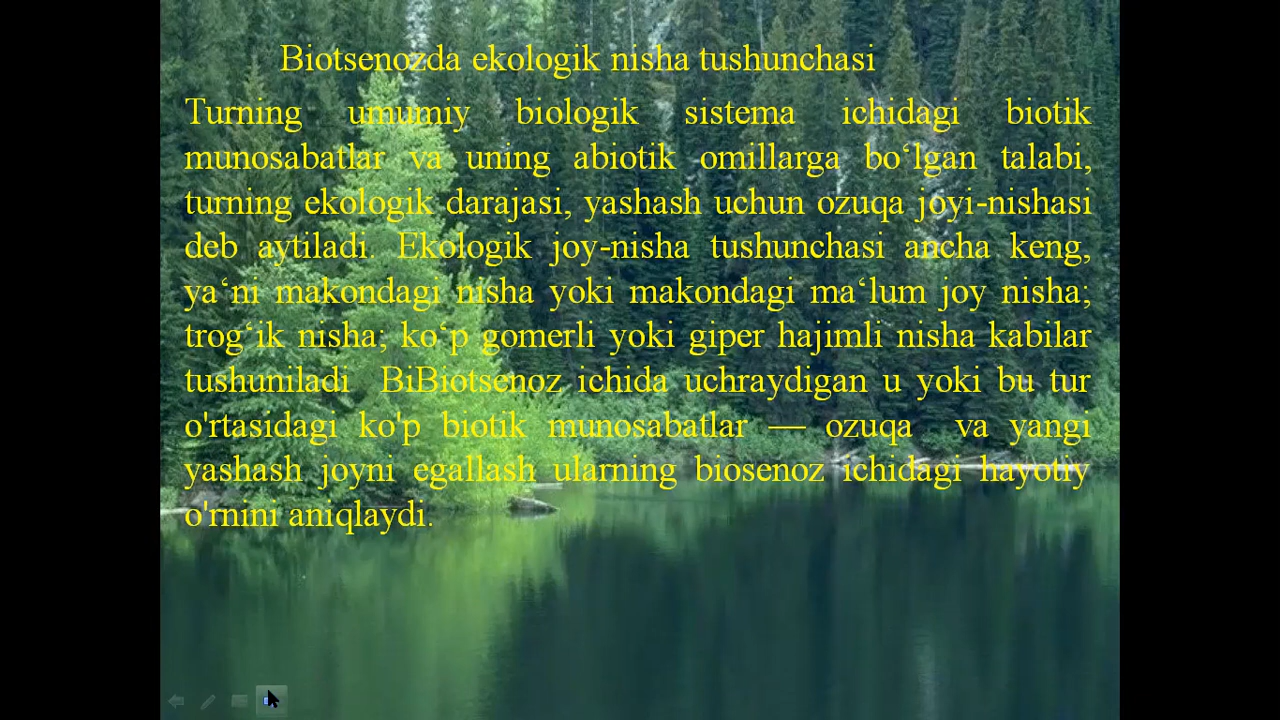 Biotsenozda ekologik nisha tushunchasi
Turning umumiy biologik sistema ichidagi biotik
munosabatlar va uning abiotik omillarga bo‘lgan talabi,
turning ekologik darajasi, yashash uchun ozuqa joyi-nishasi
deb aytiladi. Ekologik joy-nisha tushunchasi ancha keng,
ya‘ni makondagi nisha yoki makondagi ma‘lum joy nisha;
trog‘ik nisha; ko‘p gomerli yoki giper hajimli nisha kabilar
tushuniladi BiBiotsenoz ichida uchraydigan u yoki bu tur
o'rtasidagi ko'p biotik munosabatlar — ozuqa va yangi
yashash joyni egallash ularning biosenoz ichidagi hayotiy
o'rnini aniqlaydi.